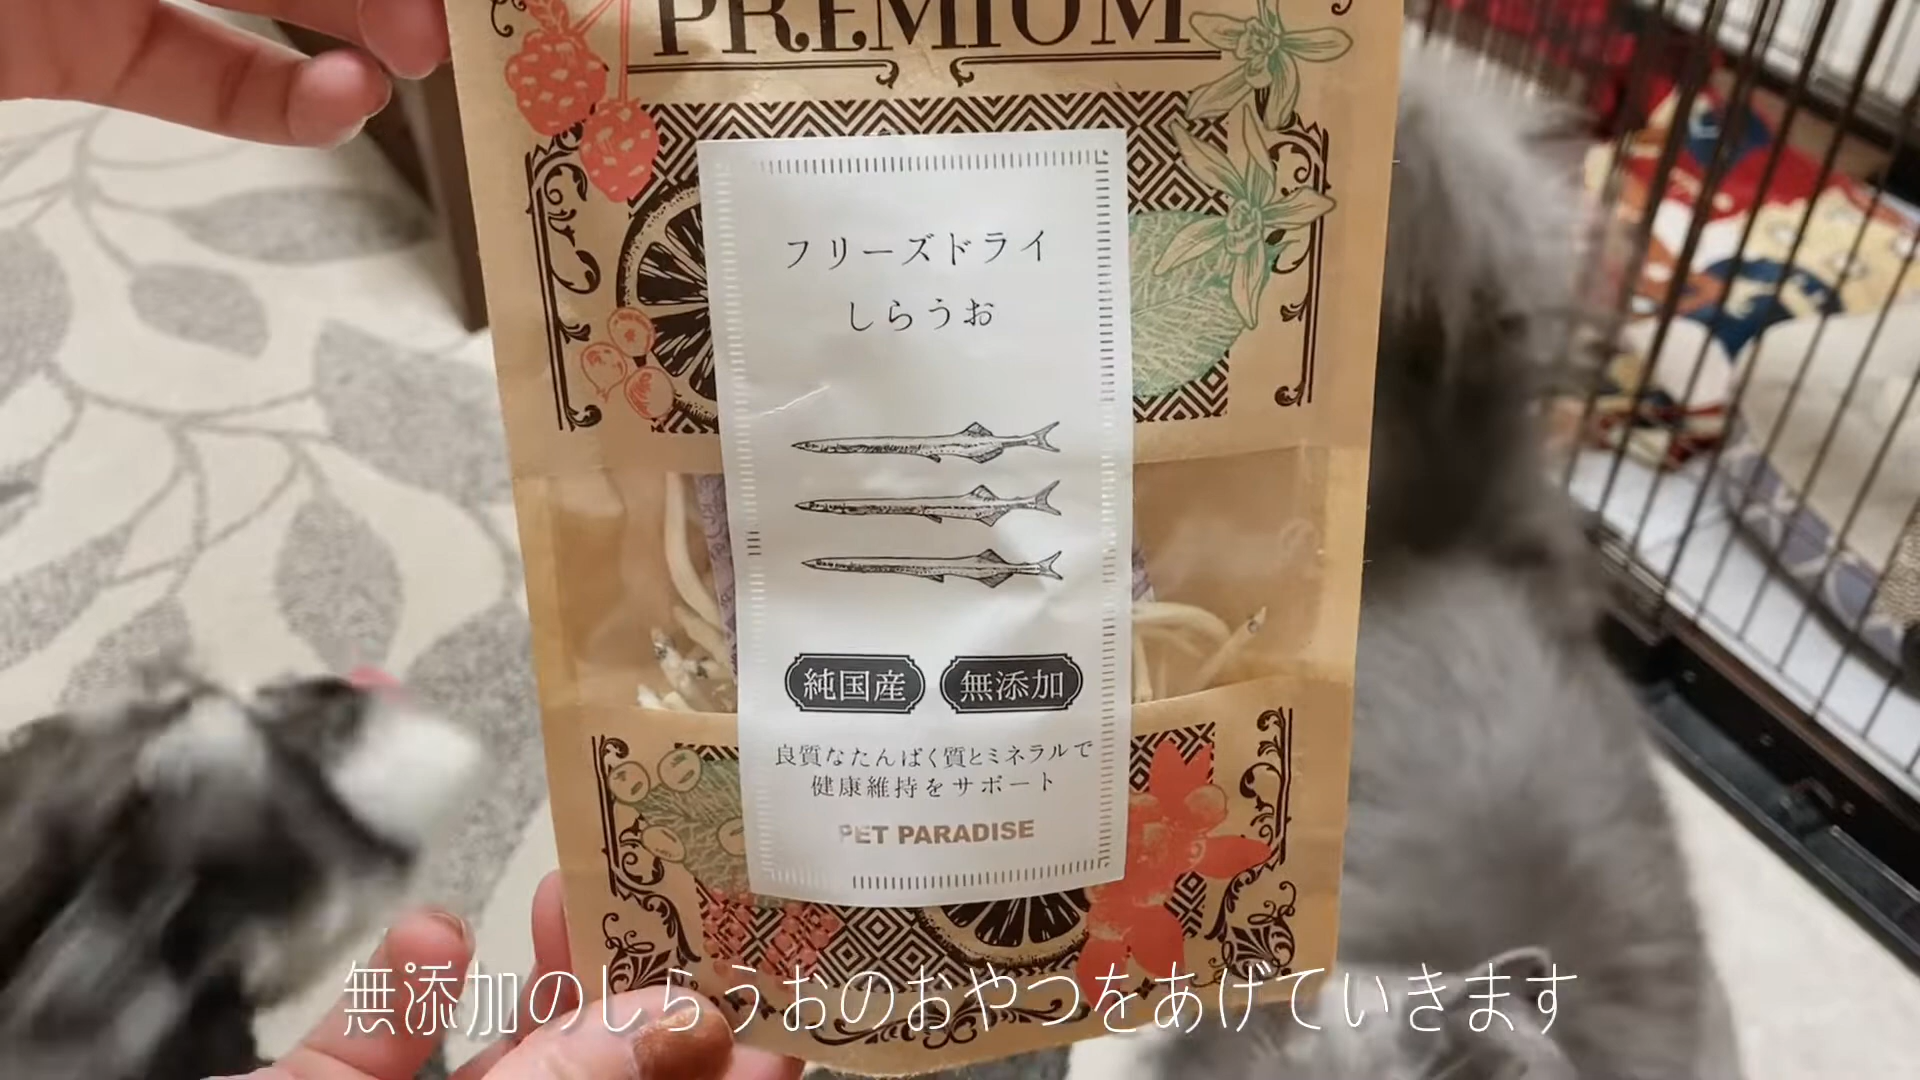 PREMIUM
フリーズドライ
しらうお
純国産 無添加
良質なたんぱく質とミネラルで
健康維持をサポート
PET PARADISE
無添加のしらうおのおやつをあげていきます